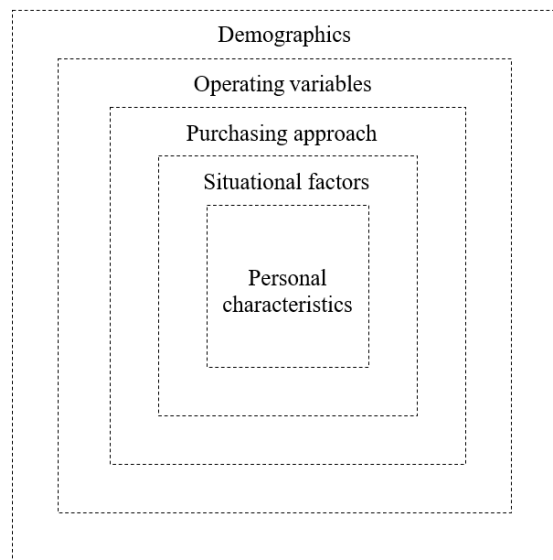 Demographics
Operating variables
Purchasing approach
Situational factors
Personal
characteristics